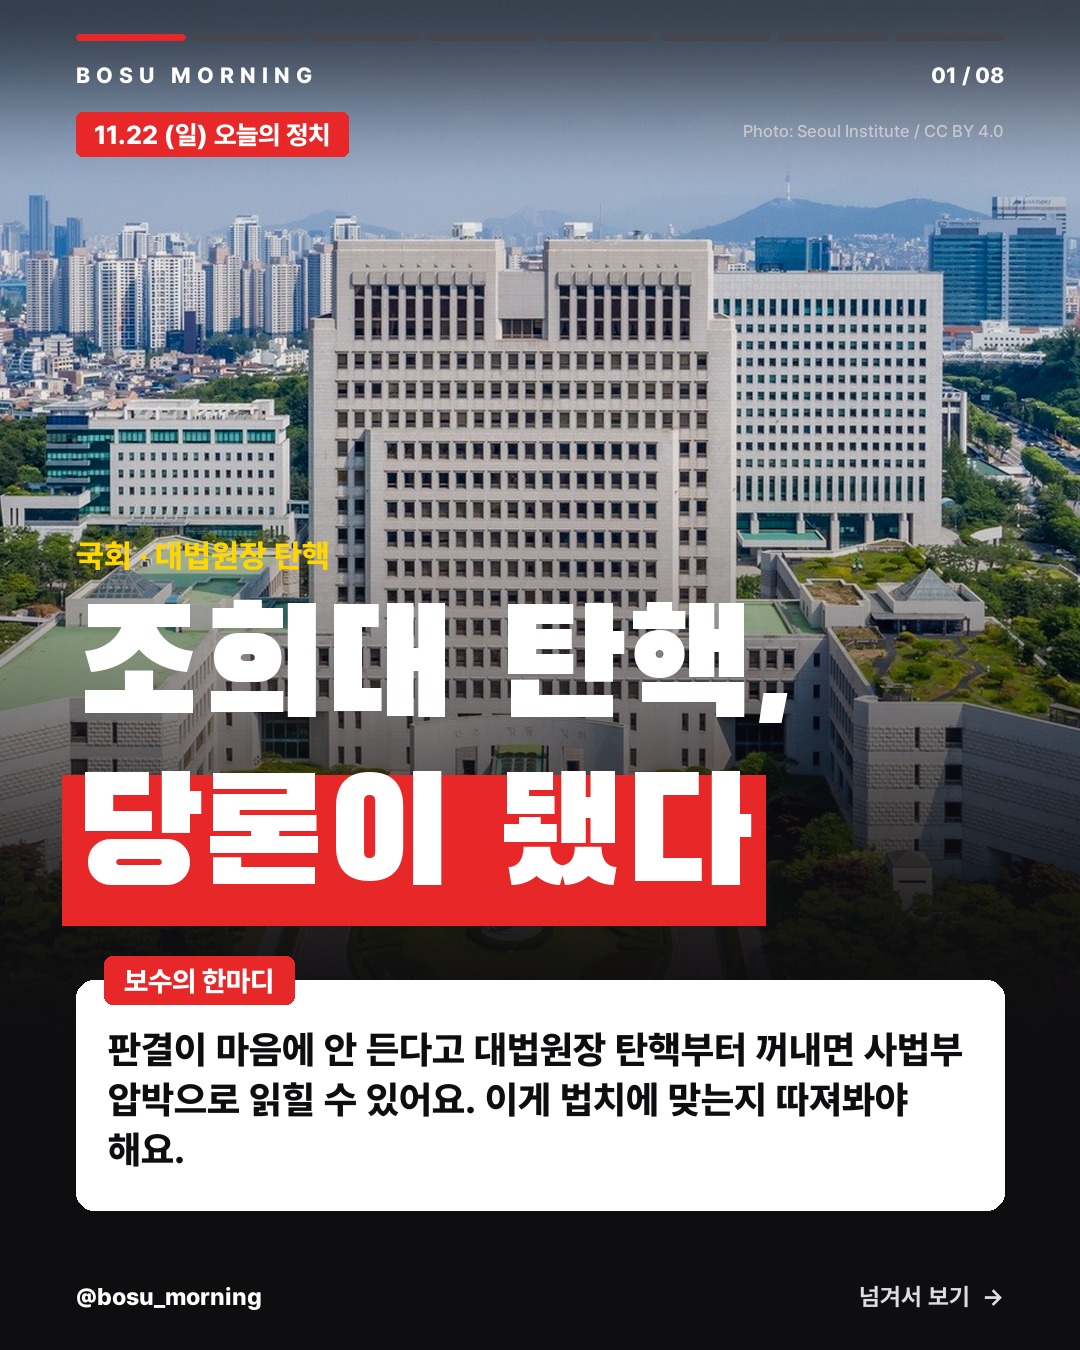 BOSU MORNING
01 / 08
11.22 (일) 오늘의 정치
Photo: Seoul Institute / CC BY 4.0
국회 · 대법원장 탄핵
조희대 탄핵,
당론이 됐다
보수의 한마디
판결이 마음에 안 든다고 대법원장 탄핵부터 꺼내면 사법부
압박으로 읽힐 수 있어요. 이게 법치에 맞는지 따져봐야
해요.
@bosu_morning
넘겨서 보기 →